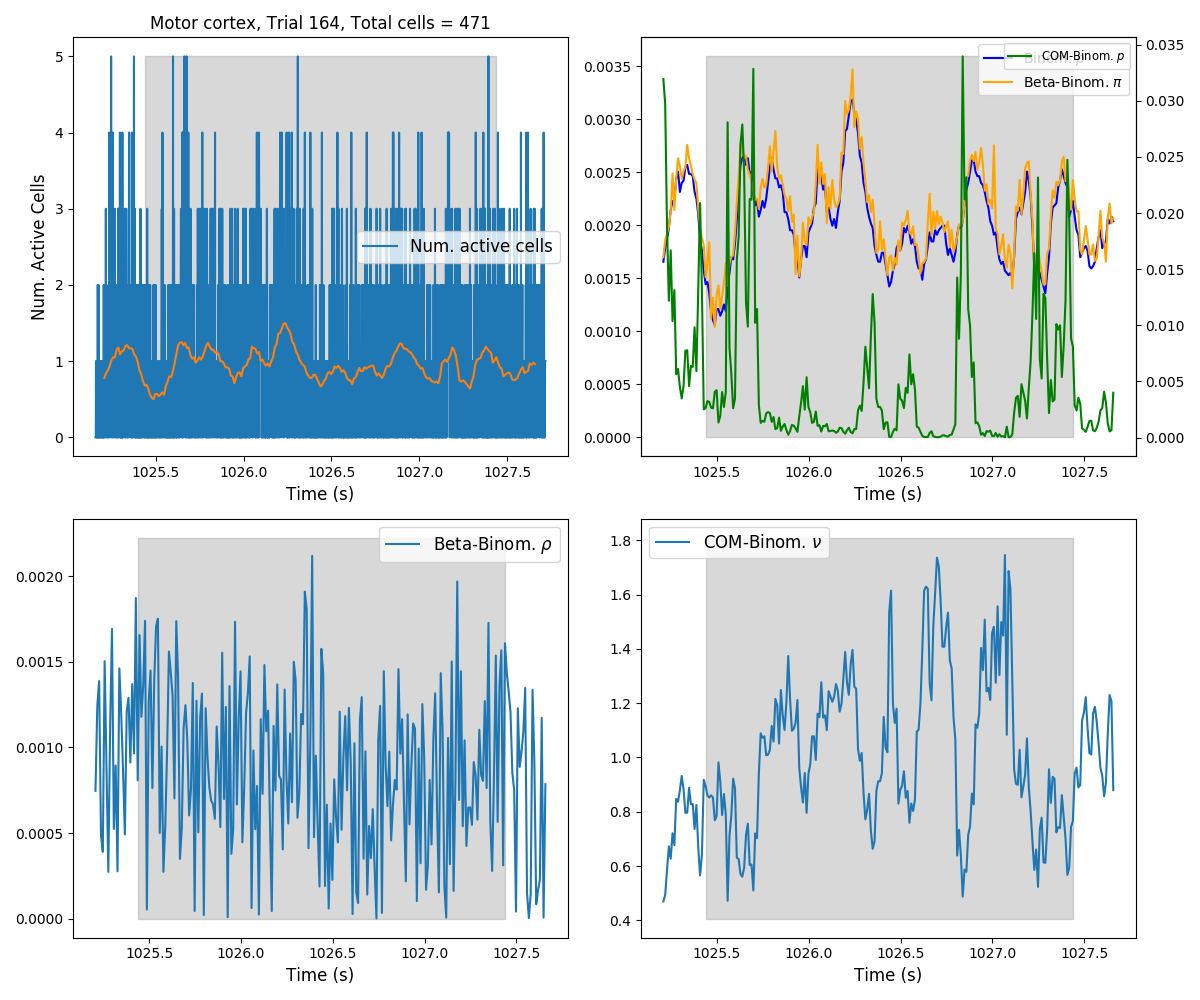 Motor cortex, Trial 164, Total cells = 471
Num. Active Cells
5
4
3
2
1
0
Num. active cells
1025.5 1026.0 1026.5 1027.0 1027.5
Time (s)
0.0035
0.0030
0.0025
0.0020
0.0015
0.0010
0.0005
0.0000
COM-Binom. p
Binom. p
Beta-Binom. π
0.035
0.030
0.025
0.020
0.015
0.010
0.005
0.000
1025.5 1026.0 1026.5 1027.0 1027.5
Time (s)
0.0020
0.0015
0.0010
0.0005
0.0000
Beta-Binom. ρ
1025.5 1026.0 1026.5 1027.0 1027.5
Time (s)
1.8
1.6
1.4
1.2
1.0
0.8
0.6
0.4
COM-Binom. ν
1025.5 1026.0 1026.5 1027.0 1027.5
Time (s)